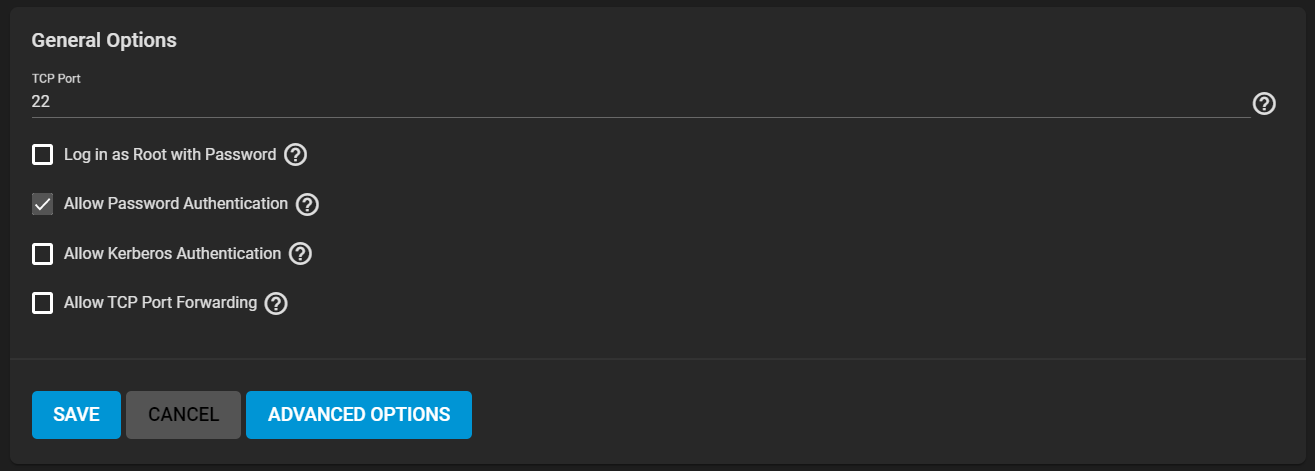 General Options
TCP Port
22
Log in as Root with Password
Allow Password Authentication
Allow Kerberos Authentication
Allow TCP Port Forwarding
SAVE CANCEL ADVANCED OPTIONS